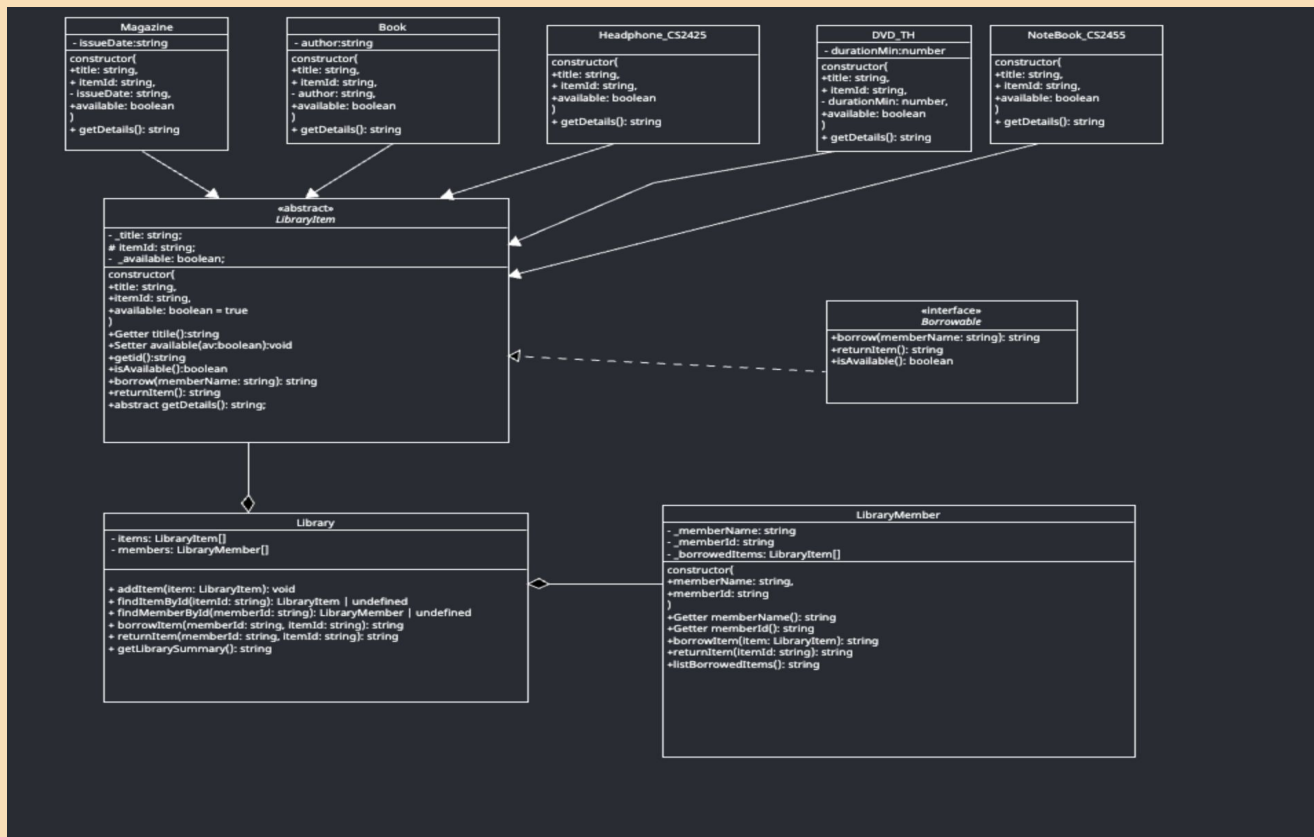 Magazine
- issueDate:string
constructor(
+title: string,
+ itemId: string,
- issueDate: string,
+available: boolean
)
+ getDetails(): string
Book
- author:string
constructor(
+title: string,
+ itemId: string,
- author: string,
+available: boolean
)
+ getDetails(): string
Headphone_CS2425
constructor(
+title: string,
+ itemId: string,
+available: boolean
)
+ getDetails(): string
DVD_TH
- durationMin:number
constructor(
+title: string,
+ itemId: string,
- durationMin: number,
+available: boolean
)
+ getDetails(): string
NoteBook_CS2455
constructor(
+title: string,
+ itemId: string,
+available: boolean
)
+ getDetails(): string
«abstract»
LibraryItem
- _title: string;
# itemId: string;
- _available: boolean;
constructor(
+title: string,
+itemId: string,
+available: boolean = true
)
+Getter titile():string
+Setter available(av:boolean):void
+getid():string
+isAvailable():boolean
+borrow(memberName: string): string
+returnItem(): string
+abstract getDetails(): string;
«interface»
Borrowable
+borrow(memberName: string): string
+returnItem(): string
+isAvailable(): boolean
Library
- items: LibraryItem[]
- members: LibraryMember[]
+ addItem(item: LibraryItem): void
+ findItemById(itemId: string): LibraryItem | undefined
+ findMemberById(memberId: string): LibraryMember | undefined
+ borrowItem(memberId: string, itemId: string): string
+ returnItem(memberId: string, itemId: string): string
+ getLibrarySummary(): string
LibraryMember
- _memberName: string
- _memberId: string
- _borrowedItems: LibraryItem[]
constructor(
+memberName: string,
+memberId: string
)
+Getter memberName(): string
+Getter memberId(): string
+borrowItem(item: LibraryItem): string
+returnItem(itemId: string): string
+listBorrowedItems(): string